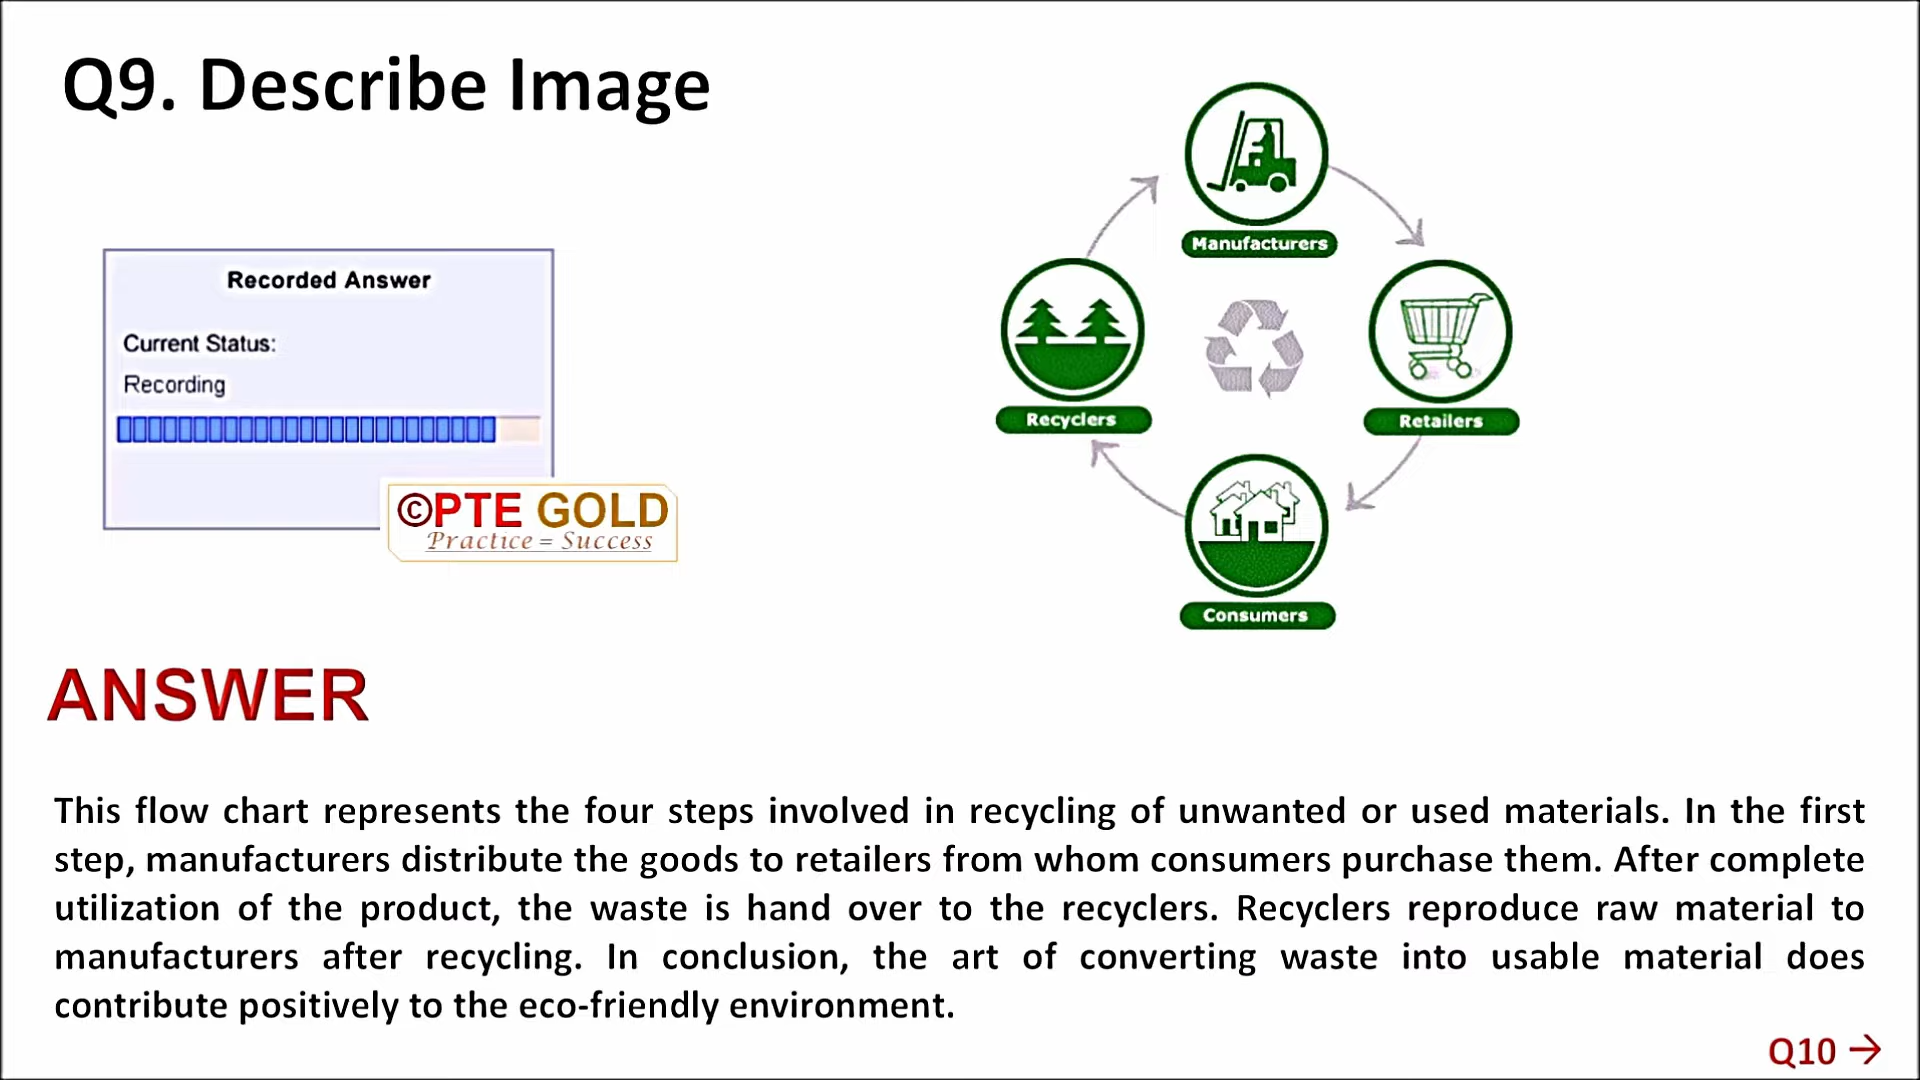 Q9. Describe Image
Recorded Answer
Current Status:
Recording
©PTE GOLD
Practice = Success
Manufacturers
Recyclers
Retailers
Consumers
ANSWER
This flow chart represents the four steps involved in recycling of unwanted or used materials. In the first
step, manufacturers distribute the goods to retailers from whom consumers purchase them. After complete
utilization of the product, the waste is hand over to the recyclers. Recyclers reproduce raw material to
manufacturers after recycling. In conclusion, the art of converting waste into usable material does
contribute positively to the eco-friendly environment.
Q10 →